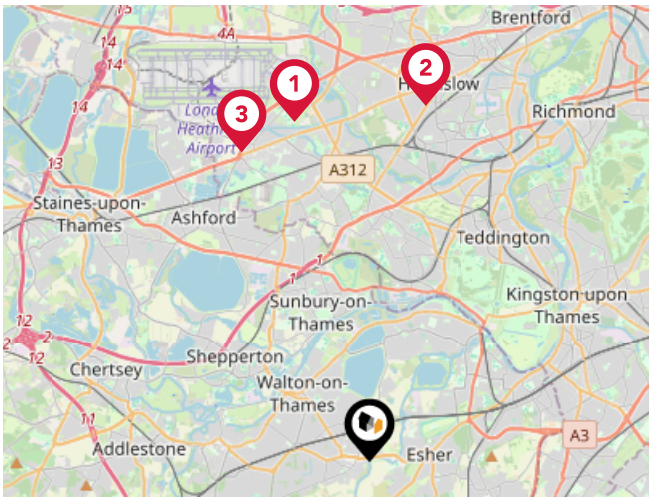 15
Brentford
14
4A
14
2
Hounslow
1
14
3
London
Heathrow
Airport
Richmond
13
A312
Staines-upon-
Thames
Ashford
Teddington
1
1
Sunbury-on-
Thames
Kingston upon
Thames
12
2
2
12
Shepperton
Chertsey
Walton-on-
Thames
11
A3
Addlestone
Esher